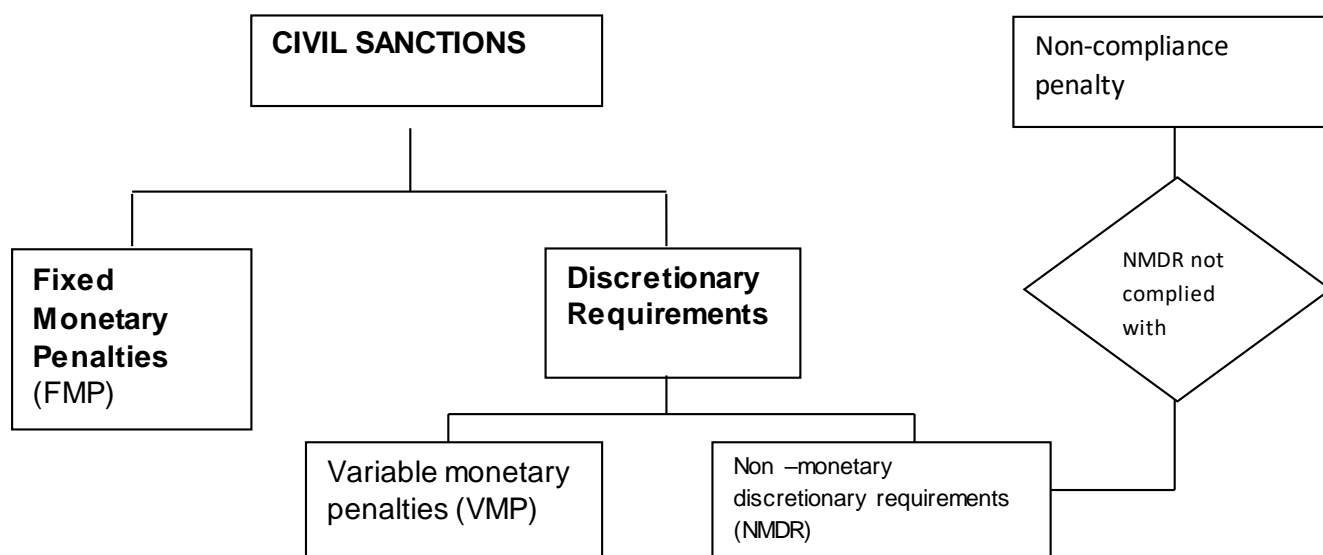 CIVIL SANCTIONS
Non-compliance
penalty
Fixed
Monetary
Penalties
(FMP)
Discretionary
Requirements
NMDR not
complied
with
Variable monetary
penalties (VMP)
Non –monetary
discretionary requirements
(NMDR)